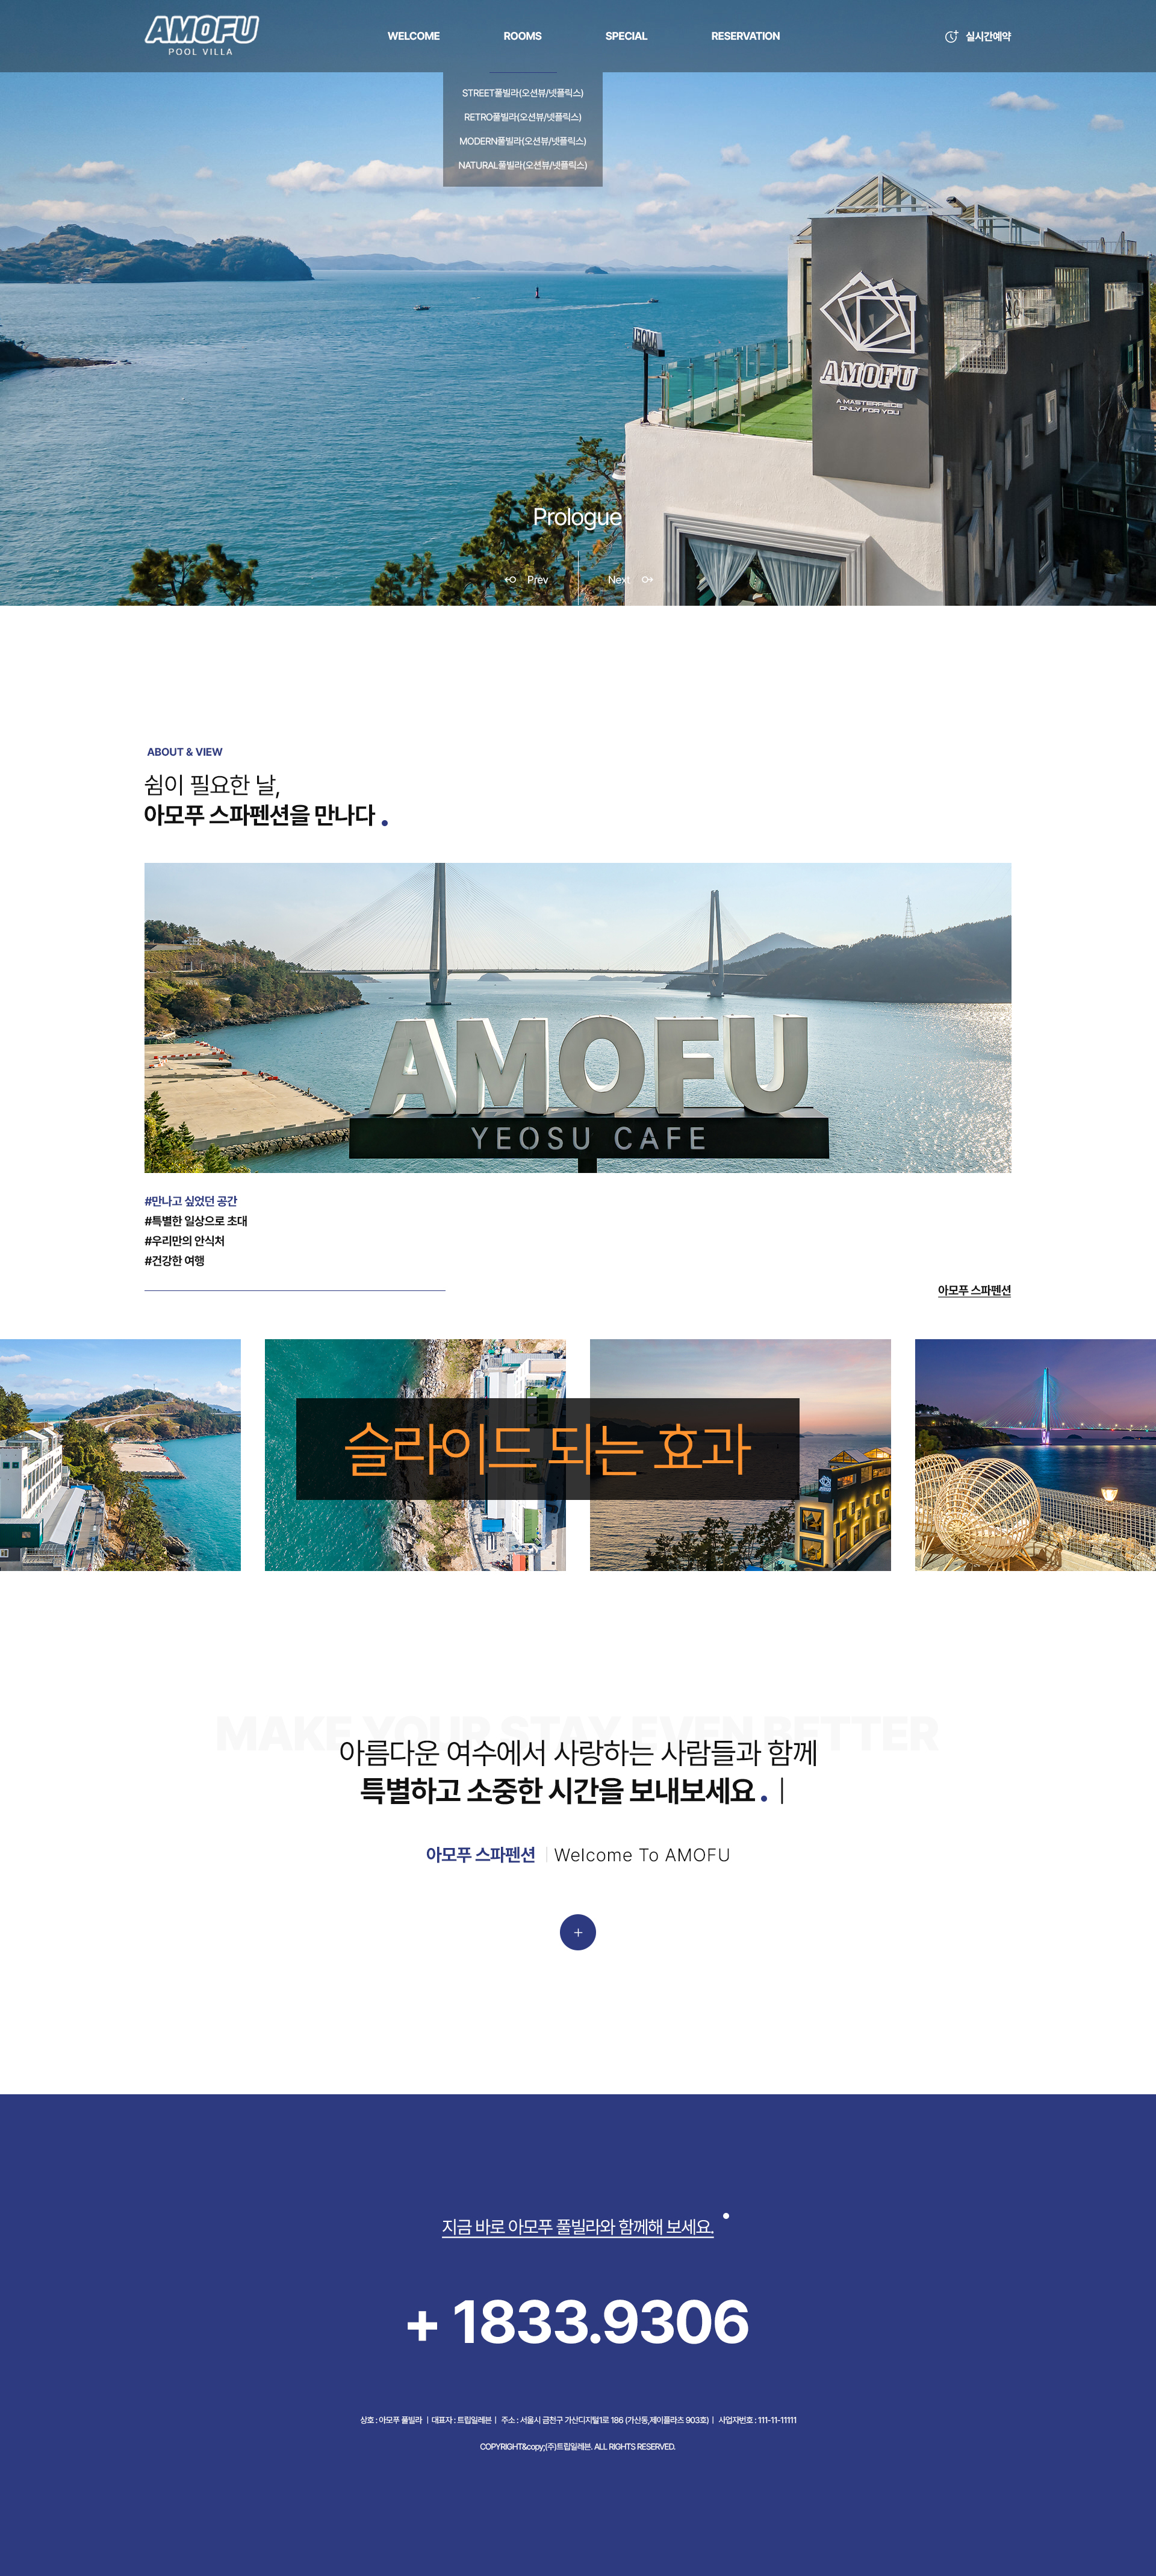 AMOFU
POOL VILLA
WELCOME
ROOMS
SPECIAL
RESERVATION
실시간예약
STREET풀빌라(오션뷰/넷플릭스)
RETRO풀빌라(오션뷰/넷플릭스)
MODERN풀빌라(오션뷰/넷플릭스)
NATURAL풀빌라(오션뷰/넷플릭스)
AMOFU
A MASTERPIECE
ONLY FOR YOU
Prologue
Prev
Next
ABOUT & VIEW
쉼이 필요한 날,
아모푸 스파펜션을 만나다 .
AMOFU
YEOSU CAFE
#만나고 싶었던 공간
#특별한 일상으로 초대
#우리만의 안식처
#건강한 여행
아모푸 스파펜션
슬라이드 되는 효과
MAKE YOUR STAY EVEN BETTER
아름다운 여수에서 사랑하는 사람들과 함께
특별하고 소중한 시간을 보내보세요 . |
아모푸 스파펜션 | Welcome To AMOFU
+
지금 바로 아모푸 풀빌라와 함께해 보세요.
+ 1833.9306
상호 : 아모푸 풀빌라 | 대표자 : 트립일레븐 | 주소 : 서울시 금천구 가산디지털1로 186 (가산동,제이플라츠 903호) | 사업자번호 : 111-11-11111
COPYRIGHT&copy;(주)트립일레븐. ALL RIGHTS RESERVED.